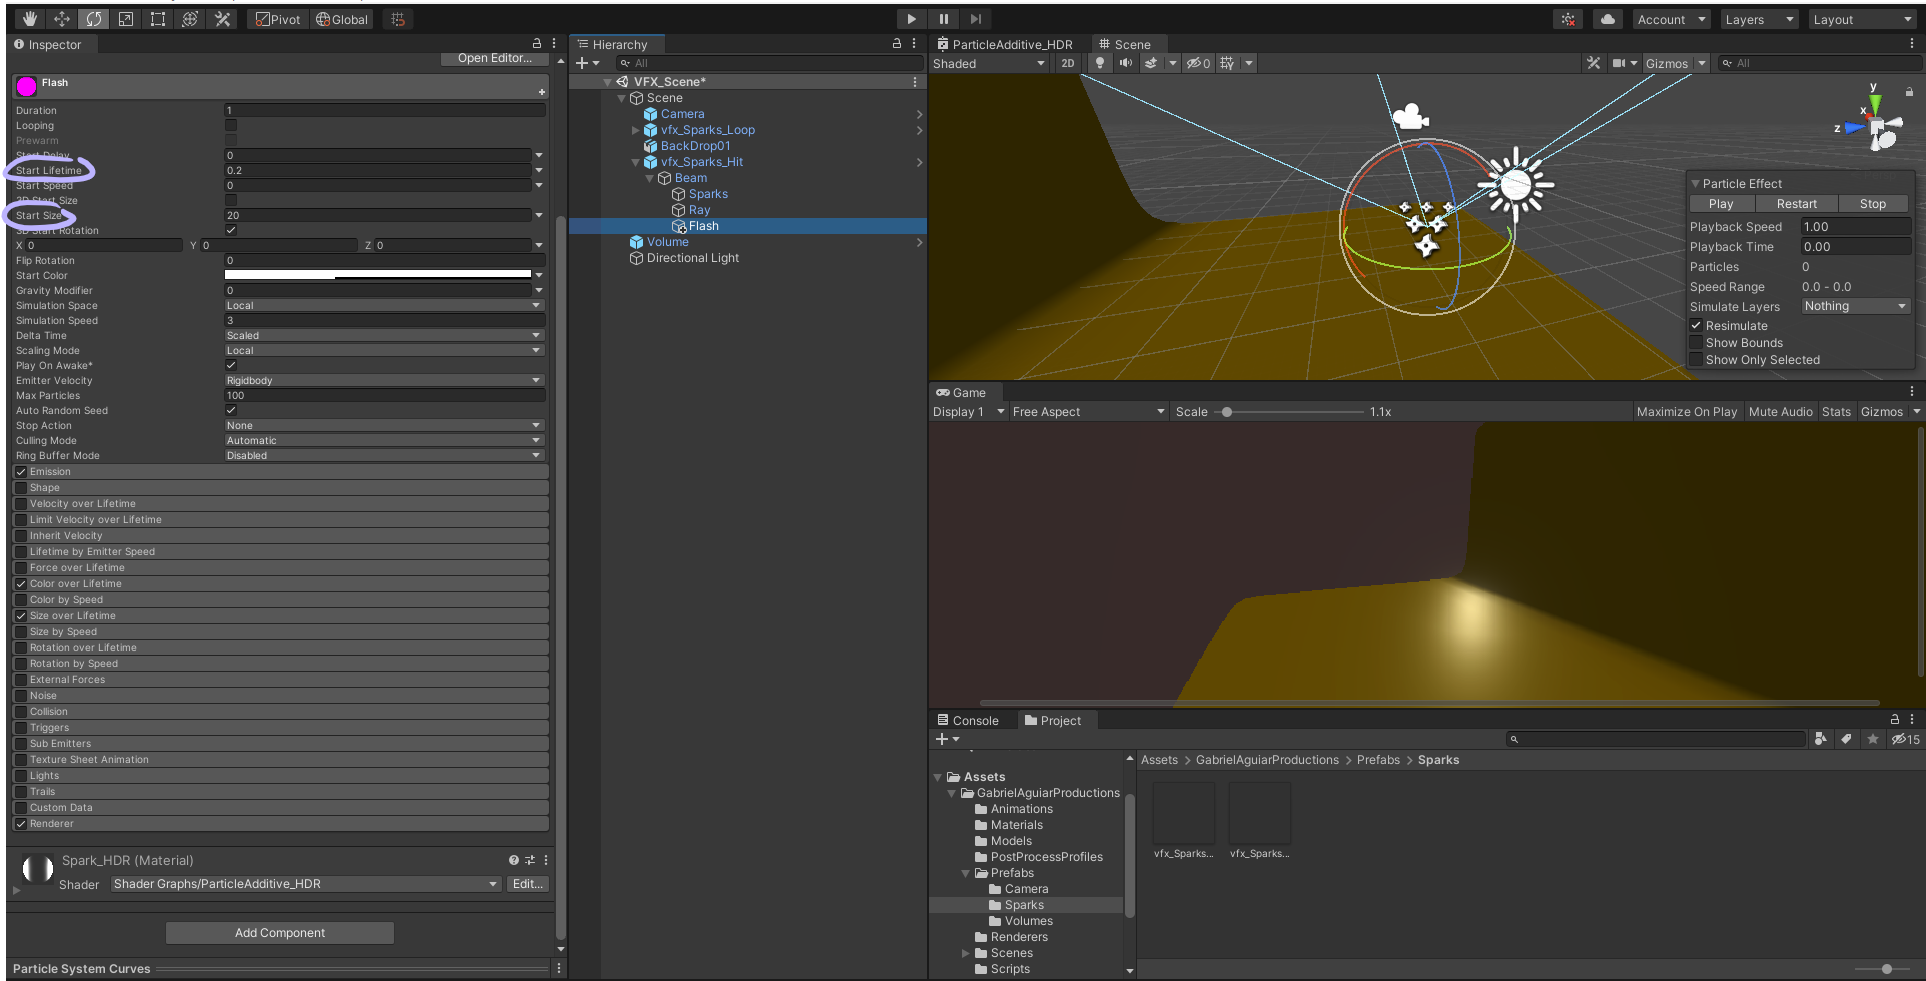 Pivot Global
Account Layers Layout
Inspector
Open Editor...
Flash
Duration 1
Looping
Prewarm
Start Delay 0
Start Lifetime 0.2
Start Speed 0
3D Start Size
Start Size 20
3D Start Rotation
X 0 Y 0 Z 0
Flip Rotation 0
Start Color
Gravity Modifier 0
Simulation Space Local
Simulation Speed 3
Delta Time Scaled
Scaling Mode Local
Play On Awake*
Emitter Velocity Rigidbody
Max Particles 100
Auto Random Seed
Stop Action None
Culling Mode Automatic
Ring Buffer Mode Disabled
Emission
Shape
Velocity over Lifetime
Limit Velocity over Lifetime
Inherit Velocity
Lifetime by Emitter Speed
Force over Lifetime
Color over Lifetime
Color by Speed
Size over Lifetime
Size by Speed
Rotation over Lifetime
Rotation by Speed
External Forces
Noise
Collision
Triggers
Sub Emitters
Texture Sheet Animation
Lights
Trails
Custom Data
Renderer
Spark_HDR (Material)
Shader Shader Graphs/ParticleAdditive_HDR Edit...
Add Component
Particle System Curves
Hierarchy
All
VFX_Scene*
Scene
Camera
vfx_Sparks_Loop
BackDrop01
vfx_Sparks_Hit
Beam
Sparks
Ray
Flash
Volume
Directional Light
ParticleAdditive_HDR Scene
Shaded 2D 0 Gizmos All
y
x
z
Particle Effect
Play Restart Stop
Playback Speed 1.00
Playback Time 0.00
Particles 0
Speed Range 0.0 - 0.0
Simulate Layers Nothing
Resimulate
Show Bounds
Show Only Selected
Game
Display 1 Free Aspect Scale 1.1x Maximize On Play Mute Audio Stats Gizmos
Console Project
15
Assets
GabrielAguiarProductions
Animations
Materials
Models
PostProcessProfiles
Prefabs
Camera
Sparks
Volumes
Renderers
Scenes
Scripts
Assets > GabrielAguiarProductions > Prefabs > Sparks
vfx_Sparks... vfx_Sparks...